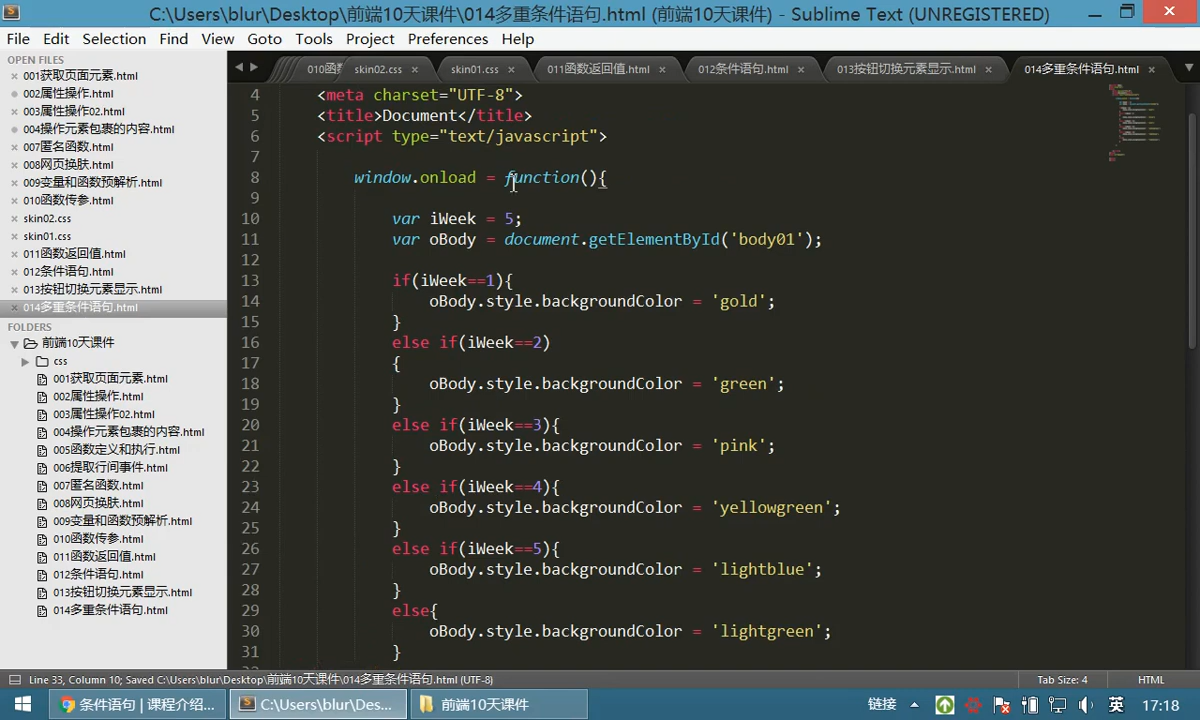 C:\Users\blur\Desktop\前端10天课件\014多重条件语句.html (前端10天课件) - Sublime Text (UNREGISTERED)
File Edit Selection Find View Goto Tools Project Preferences Help
OPEN FILES
001获取页面元素.html
002属性操作.html
003属性操作02.html
004操作元素包裹的内容.html
007匿名函数.html
008网页换肤.html
009变量和函数预解析.html
010函数传参.html
skin02.css
skin01.css
011函数返回值.html
012条件语句.html
013按钮切换元素显示.html
014多重条件语句.html
FOLDERS
前端10天课件
css
001获取页面元素.html
002属性操作.html
003属性操作02.html
004操作元素包裹的内容.html
005函数定义和执行.html
006提取行间事件.html
007匿名函数.html
008网页换肤.html
009变量和函数预解析.html
010函数传参.html
011函数返回值.html
012条件语句.html
013按钮切换元素显示.html
014多重条件语句.html
skin02.css skin01.css 011函数返回值.html 012条件语句.html 013按钮切换元素显示.html 014多重条件语句.html
4 <meta charset="UTF-8">
5 <title>Document</title>
6 <script type="text/javascript">
7
8 window.onload = function(){
9
10 var iWeek = 5;
11 var oBody = document.getElementById('body01');
12
13 if(iWeek==1){
14 oBody.style.backgroundColor = 'gold';
15 }
16 else if(iWeek==2)
17 {
18 oBody.style.backgroundColor = 'green';
19 }
20 else if(iWeek==3){
21 oBody.style.backgroundColor = 'pink';
22 }
23 else if(iWeek==4){
24 oBody.style.backgroundColor = 'yellowgreen';
25 }
26 else if(iWeek==5){
27 oBody.style.backgroundColor = 'lightblue';
28 }
29 else{
30 oBody.style.backgroundColor = 'lightgreen';
31 }
Line 33, Column 10; Saved C:\Users\blur\Desktop\前端10天课件\014多重条件语句.html (UTF-8) Tab Size: 4 HTML
条件语句 | 课程介绍... C:\Users\blur\Des... 前端10天课件 链接 英 17:18